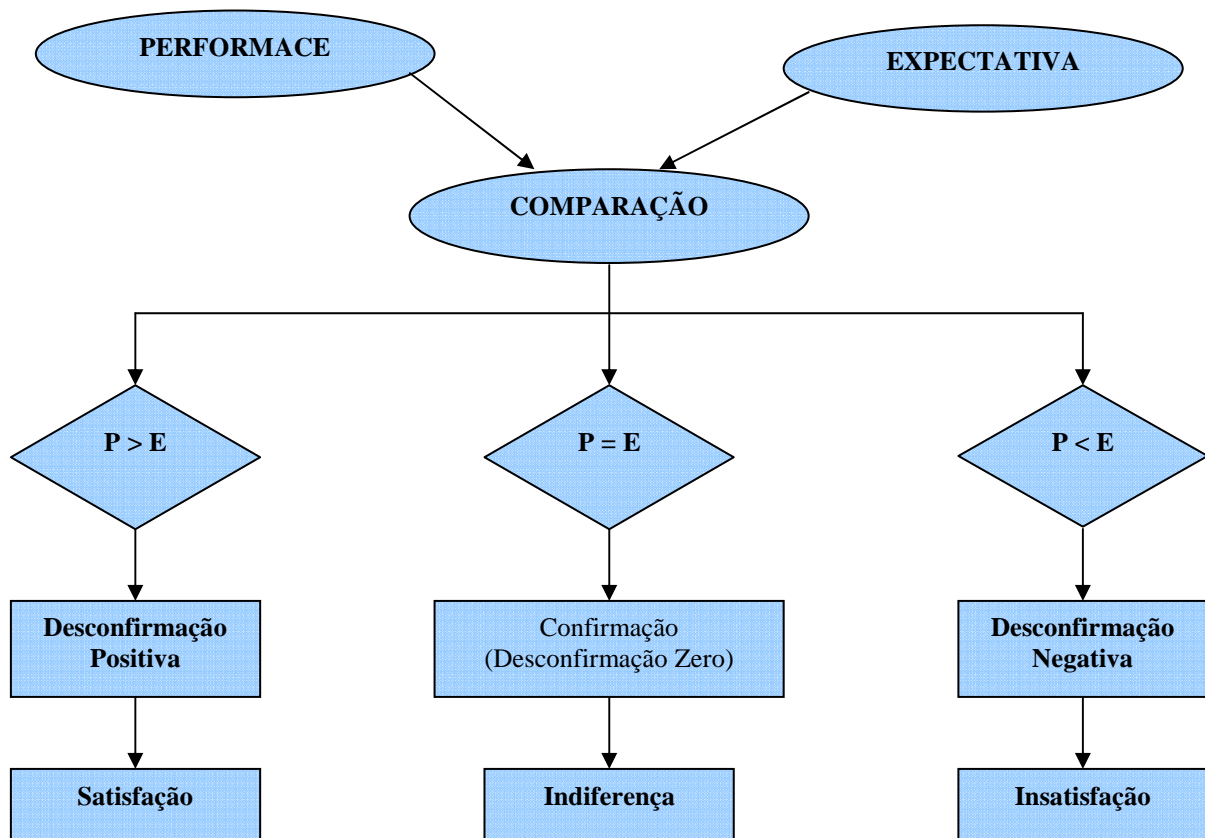 PERFORMACE
EXPECTATIVA
COMPARAÇÃO
P > E
P = E
P < E
Desconfirmação
Positiva
Confirmação
(Desconfirmação Zero)
Desconfirmação
Negativa
Satisfação
Indiferença
Insatisfação